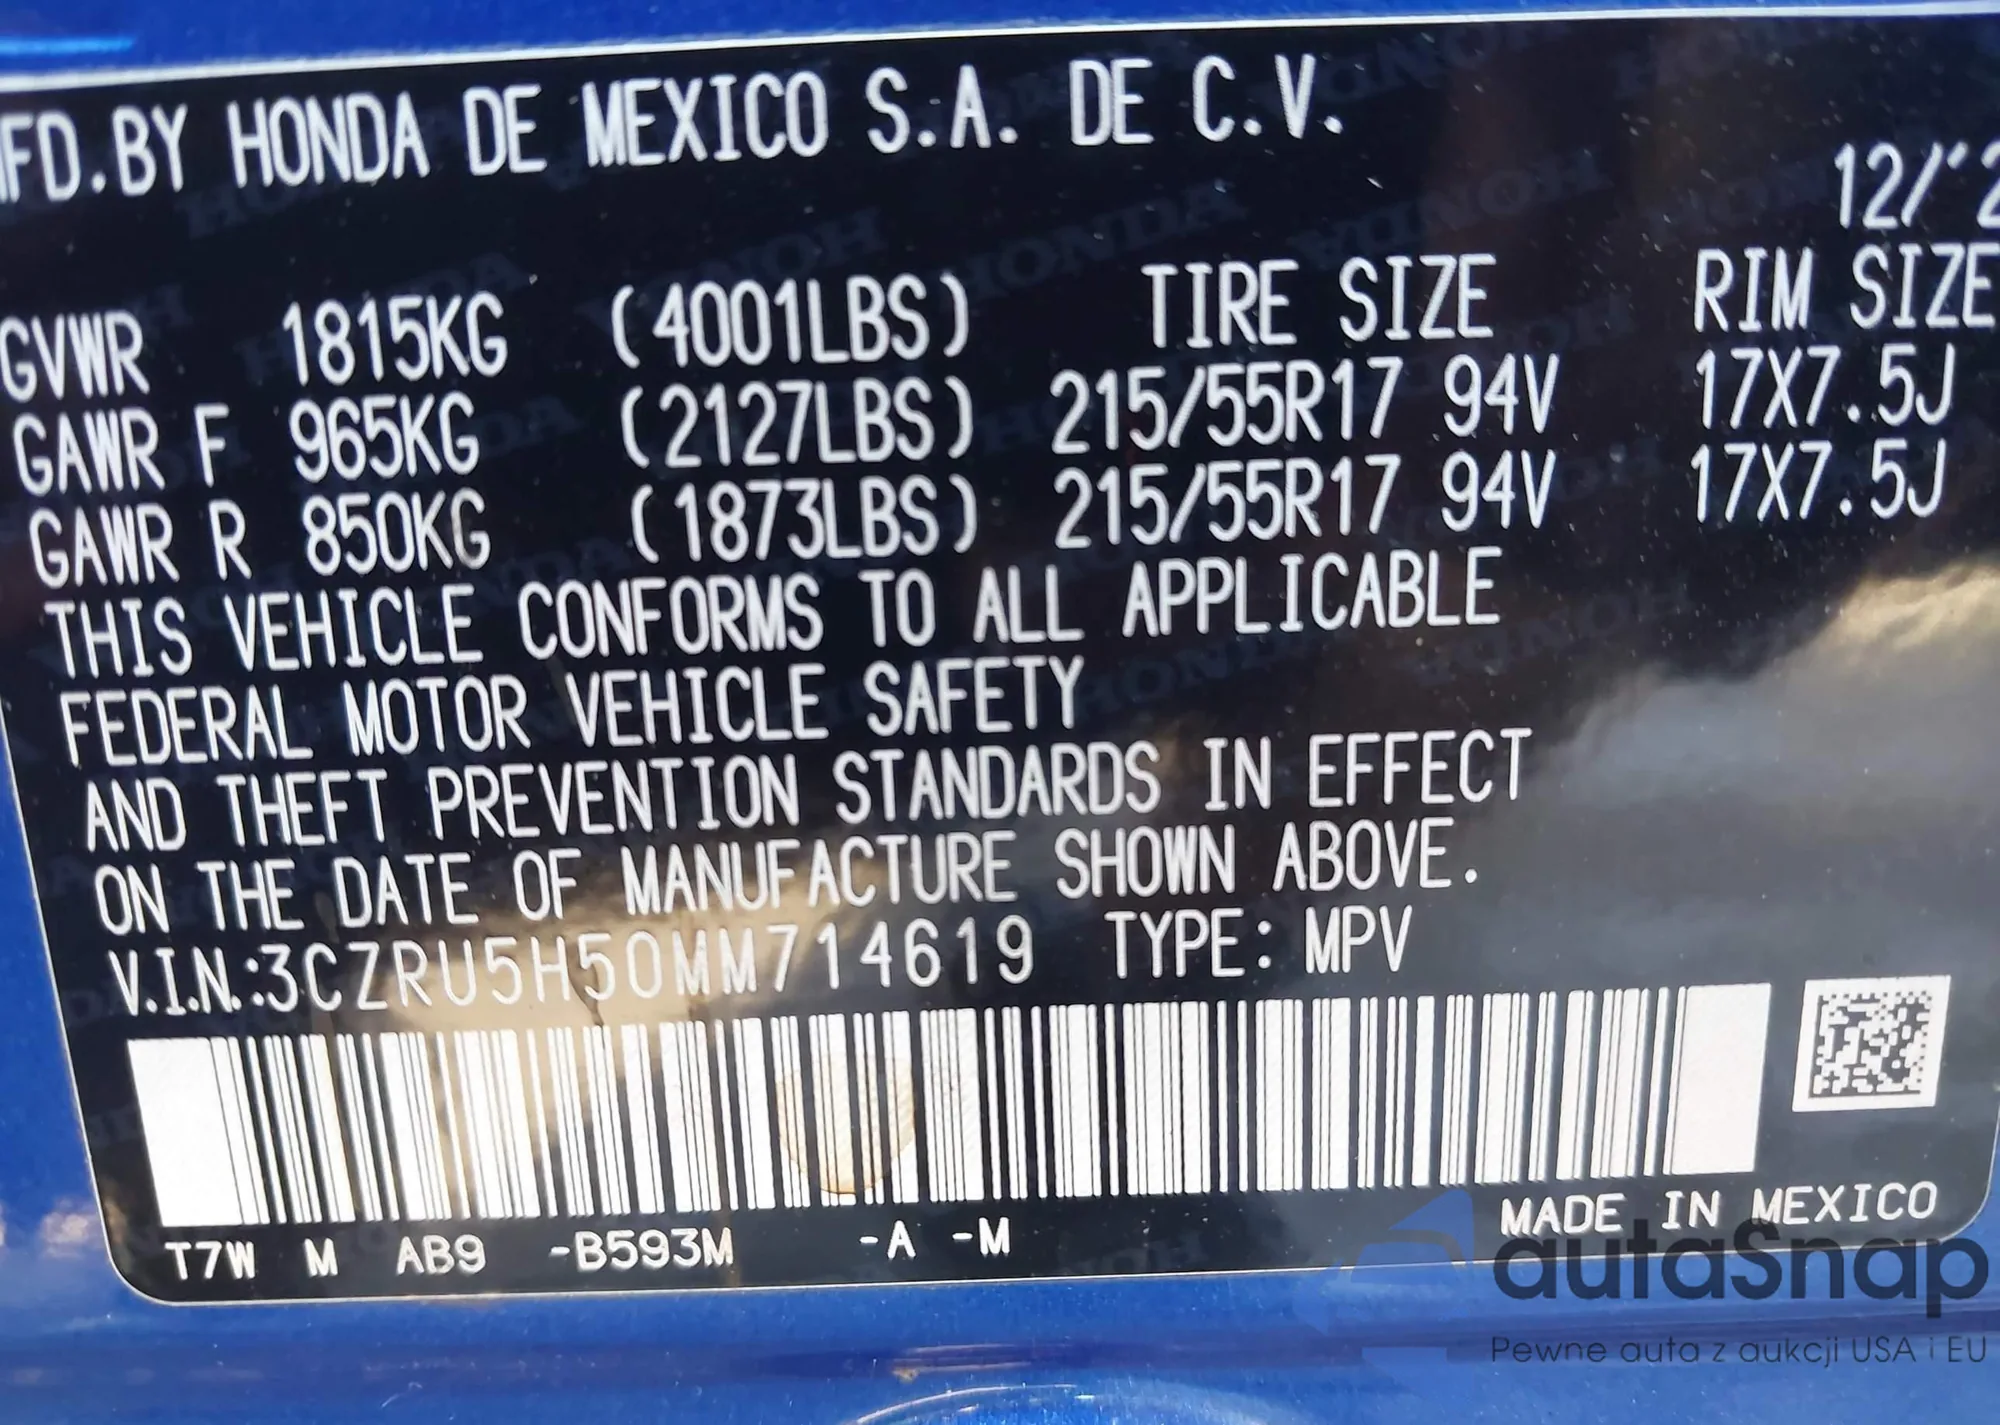 MFD.BY HONDA DE MEXICO S.A. DE C.V.
12/'2
GVWR 1815KG (4001LBS) TIRE SIZE RIM SIZE
GAWR F 965KG (2127LBS) 215/55R17 94V 17X7.5J
GAWR R 850KG (1873LBS) 215/55R17 94V 17X7.5J
THIS VEHICLE CONFORMS TO ALL APPLICABLE
FEDERAL MOTOR VEHICLE SAFETY
AND THEFT PREVENTION STANDARDS IN EFFECT
ON THE DATE OF MANUFACTURE SHOWN ABOVE.
V.I.N.:3CZRU5H50MM714619 TYPE: MPV
T7W M AB9 -B593M -A -M
MADE IN MEXICO
autaSnap
Pewne auta z aukcji USA i EU